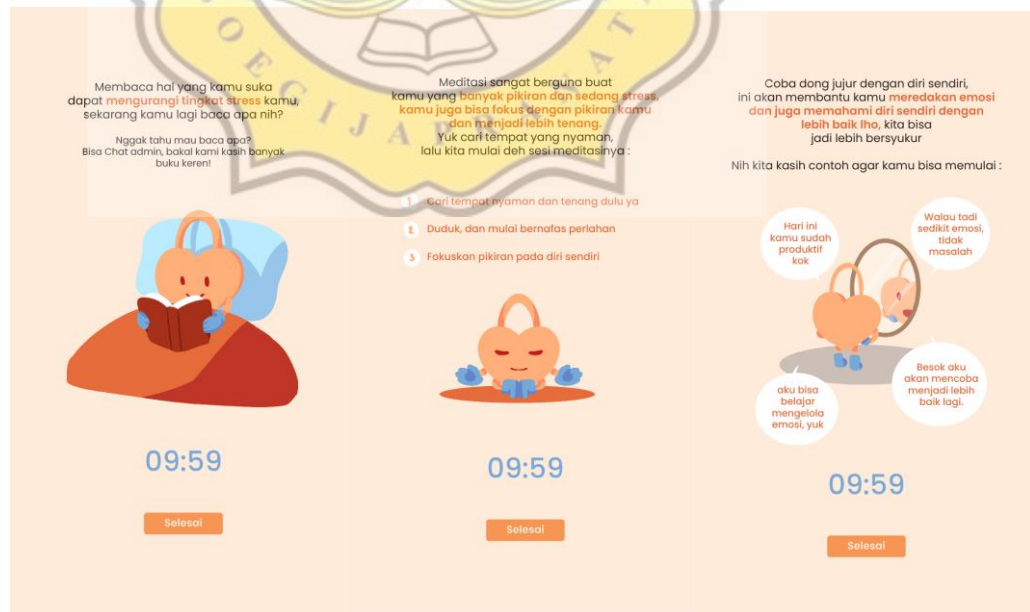 Membaca hal yang kamu suka
dapat mengurangi tingkat stress kamu,
sekarang kamu lagi baca apa nih?
Nggak tahu mau baca apa?
Bisa Chat admin, bakal kami kasih banyak
buku keren!
09:59
Selesai
Meditasi sangat berguna buat
kamu yang banyak pikiran dan sedang stress,
kamu juga bisa fokus dengan pikiran kamu
dan menjadi lebih tenang.
Yuk cari tempat yang nyaman,
lalu kita mulai deh sesi meditasinya :
1 Cari tempat nyaman dan tenang dulu ya
2 Duduk, dan mulai bernafas perlahan
3 Fokuskan pikiran pada diri sendiri
09:59
Selesai
Coba dong jujur dengan diri sendiri,
ini akan membantu kamu meredakan emosi
dan juga memahami diri sendiri dengan
lebih baik lho, kita bisa
jadi lebih bersyukur
Nih kita kasih contoh agar kamu bisa memulai :
Hari ini
kamu sudah
produktif
kok
Walau tadi
sedikit emosi,
tidak
masalah
aku bisa
belajar
mengelola
emosi, yuk
Besok aku
akan mencoba
menjadi lebih
baik lagi.
09:59
Selesai
OEGIJAPRANATA